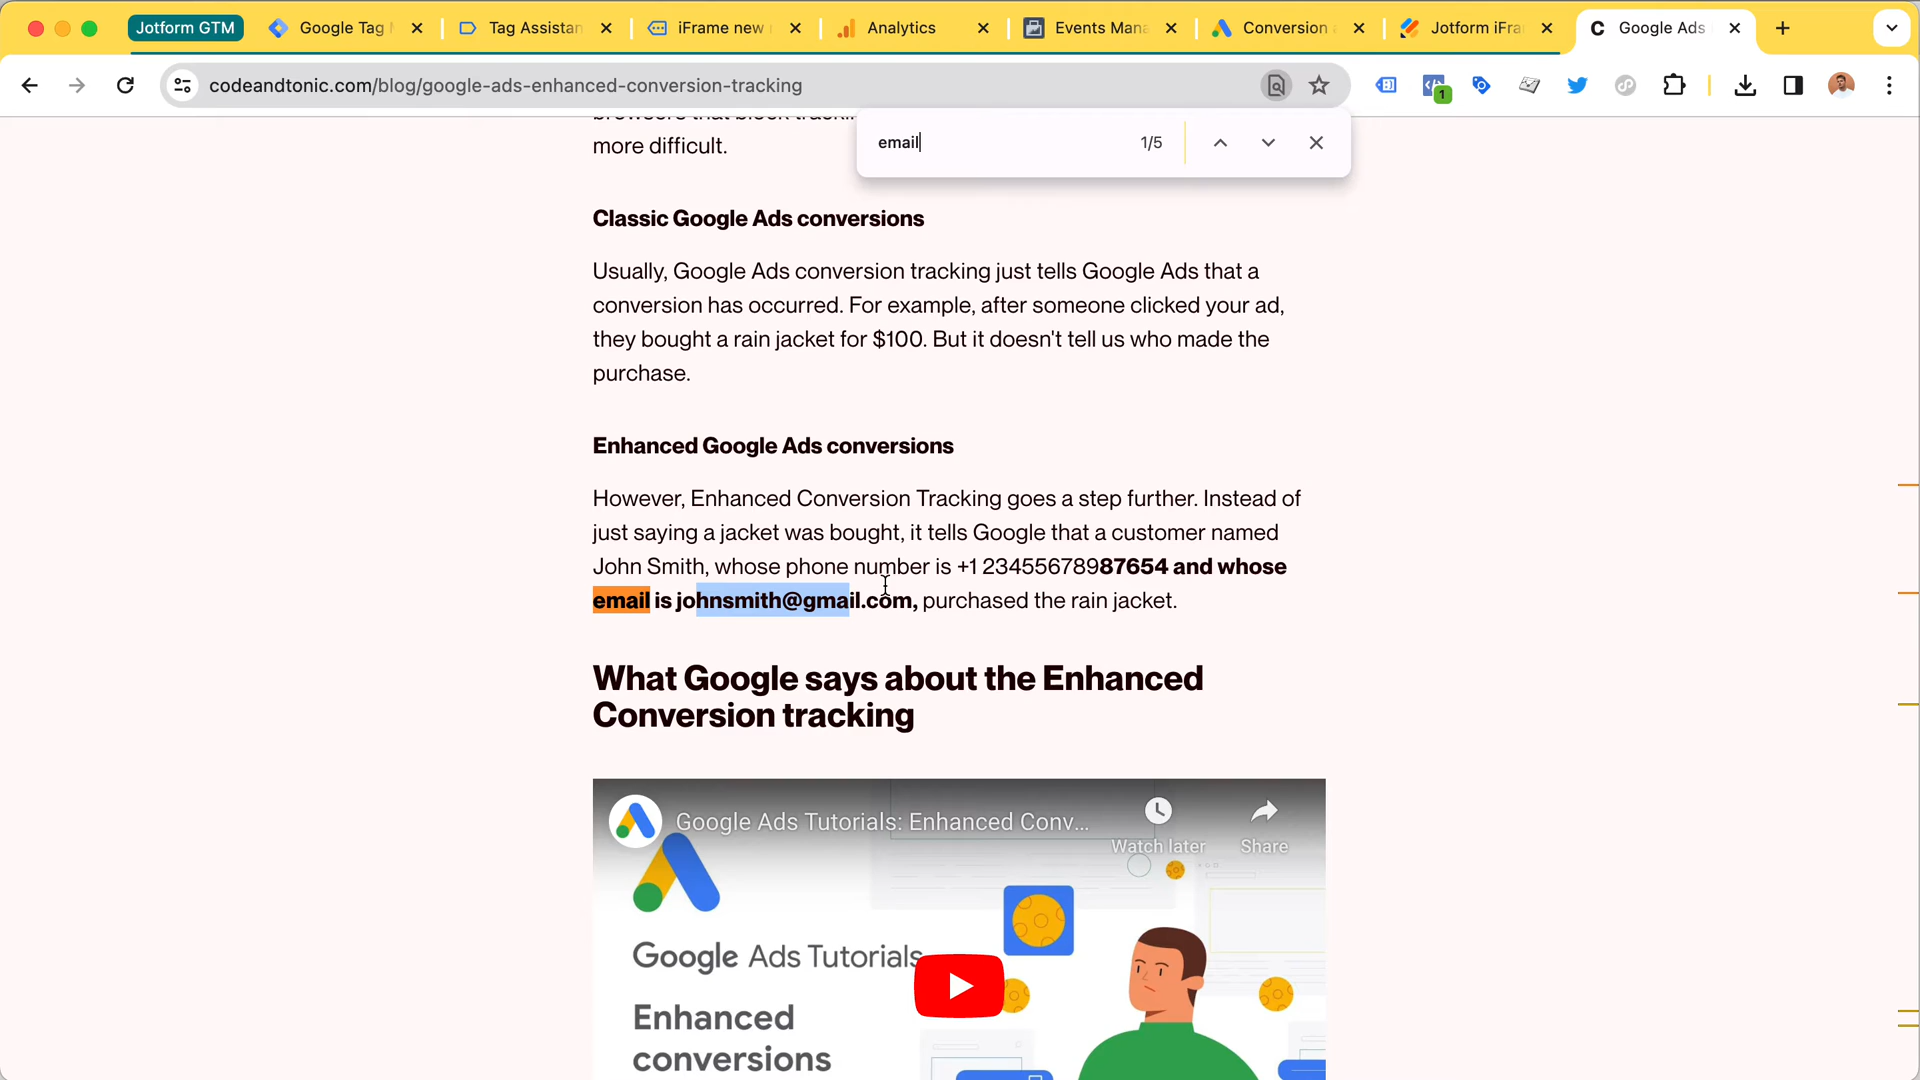 Jotform GTM
Google Tag
Tag Assistan
iFrame new
Analytics
Events Mana
Conversion
Jotform iFra
Google Ads
codeandtonic.com/blog/google-ads-enhanced-conversion-tracking
1
email
1/5
more difficult.
Classic Google Ads conversions
Usually, Google Ads conversion tracking just tells Google Ads that a
conversion has occurred. For example, after someone clicked your ad,
they bought a rain jacket for $100. But it doesn't tell us who made the
purchase.
Enhanced Google Ads conversions
However, Enhanced Conversion Tracking goes a step further. Instead of
just saying a jacket was bought, it tells Google that a customer named
John Smith, whose phone number is +1 23455678987654 and whose
email is johnsmith@gmail.com, purchased the rain jacket.
What Google says about the Enhanced
Conversion tracking
Google Ads Tutorials: Enhanced Conv...
Watch later
Share
Google Ads Tutorials
Enhanced
conversions